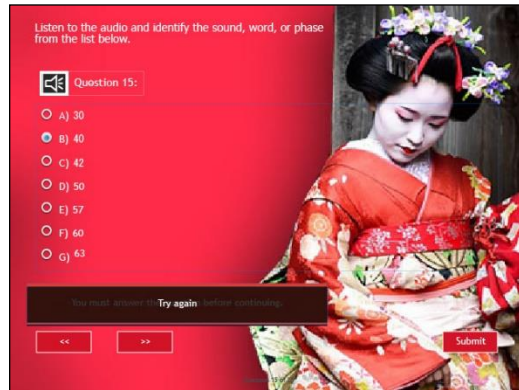 Listen to the audio and identify the sound, word, or phase
from the list below.
Question 15:
A) 30
B) 40
C) 42
D) 50
E) 57
F) 60
G) 63
You must answer the Try again before continuing.
<< >> Submit